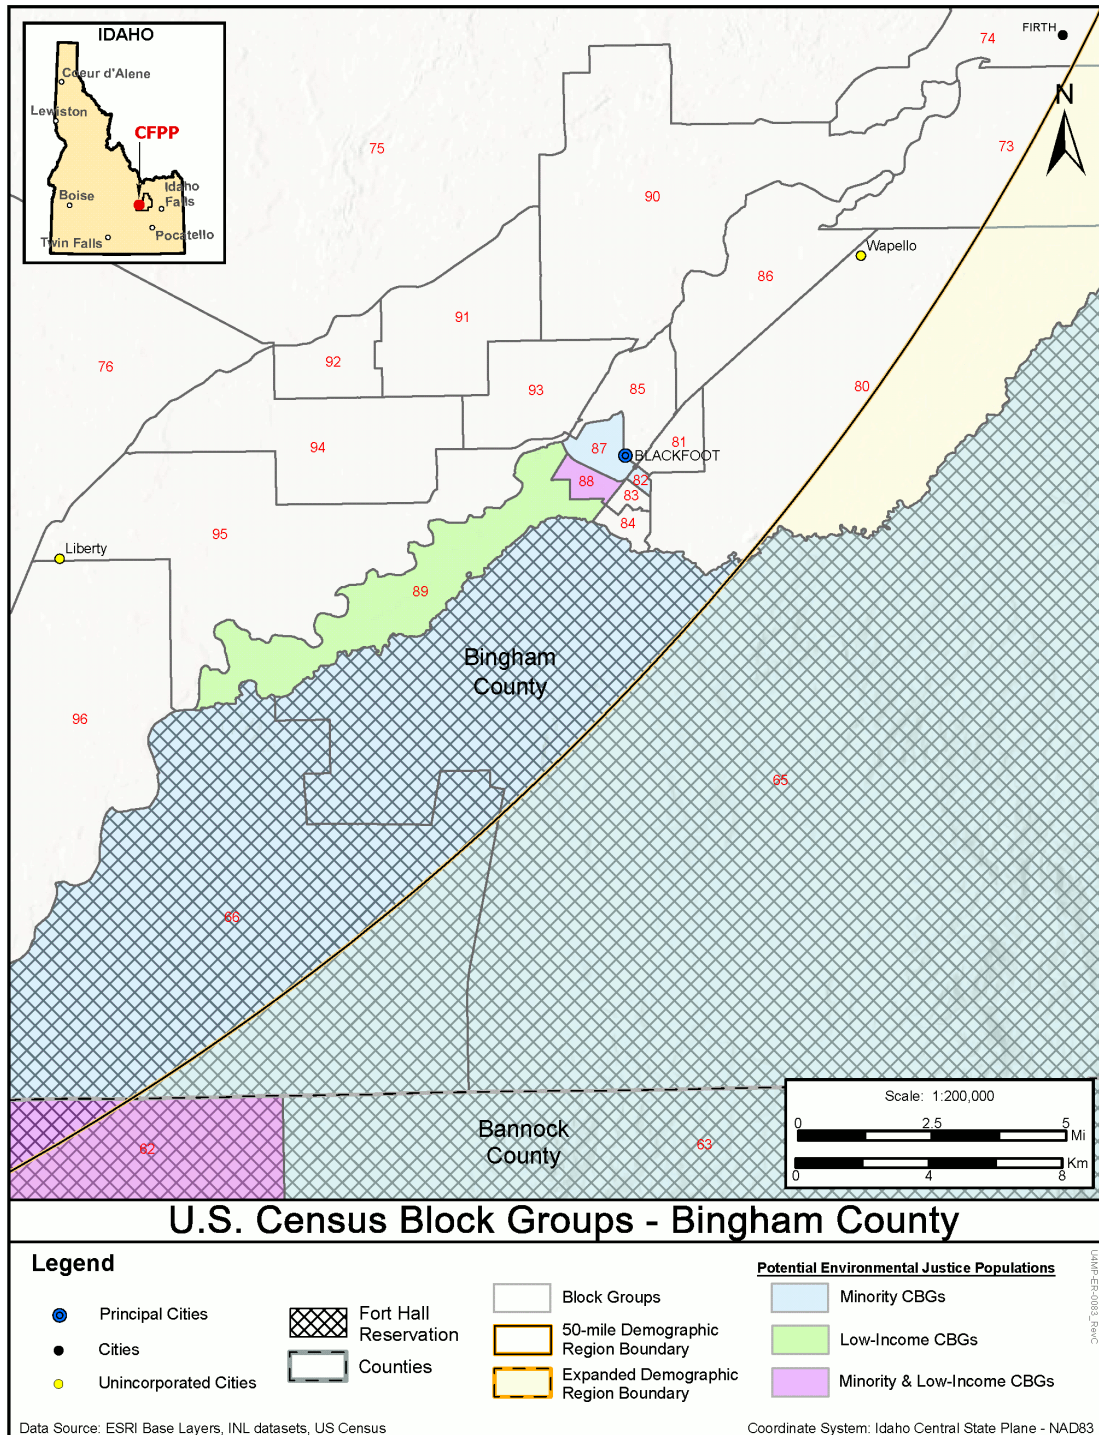 IDAHO
Coeur d'Alene
Lewiston
CFPP
Boise
Idaho
Falls
Twin Falls
Pocatello
FIRTH
74
N
73
75
90
Wapello
86
91
92
76
93
85
80
94
87
81
BLACKFOOT
88
82
83
84
95
Liberty
89
Bingham
County
96
65
66
Scale: 1:200,000
0 2.5 5
Mi
Km
0 4 8
Bannock
County
62
63
U.S. Census Block Groups - Bingham County
Legend
Principal Cities
Cities
Unincorporated Cities
Fort Hall
Reservation
Counties
Block Groups
50-mile Demographic
Region Boundary
Expanded Demographic
Region Boundary
Potential Environmental Justice Populations
Minority CBGs
Low-Income CBGs
Minority & Low-Income CBGs
U4MP-ER-0083_RevC
Data Source: ESRI Base Layers, INL datasets, US Census
Coordinate System: Idaho Central State Plane - NAD83